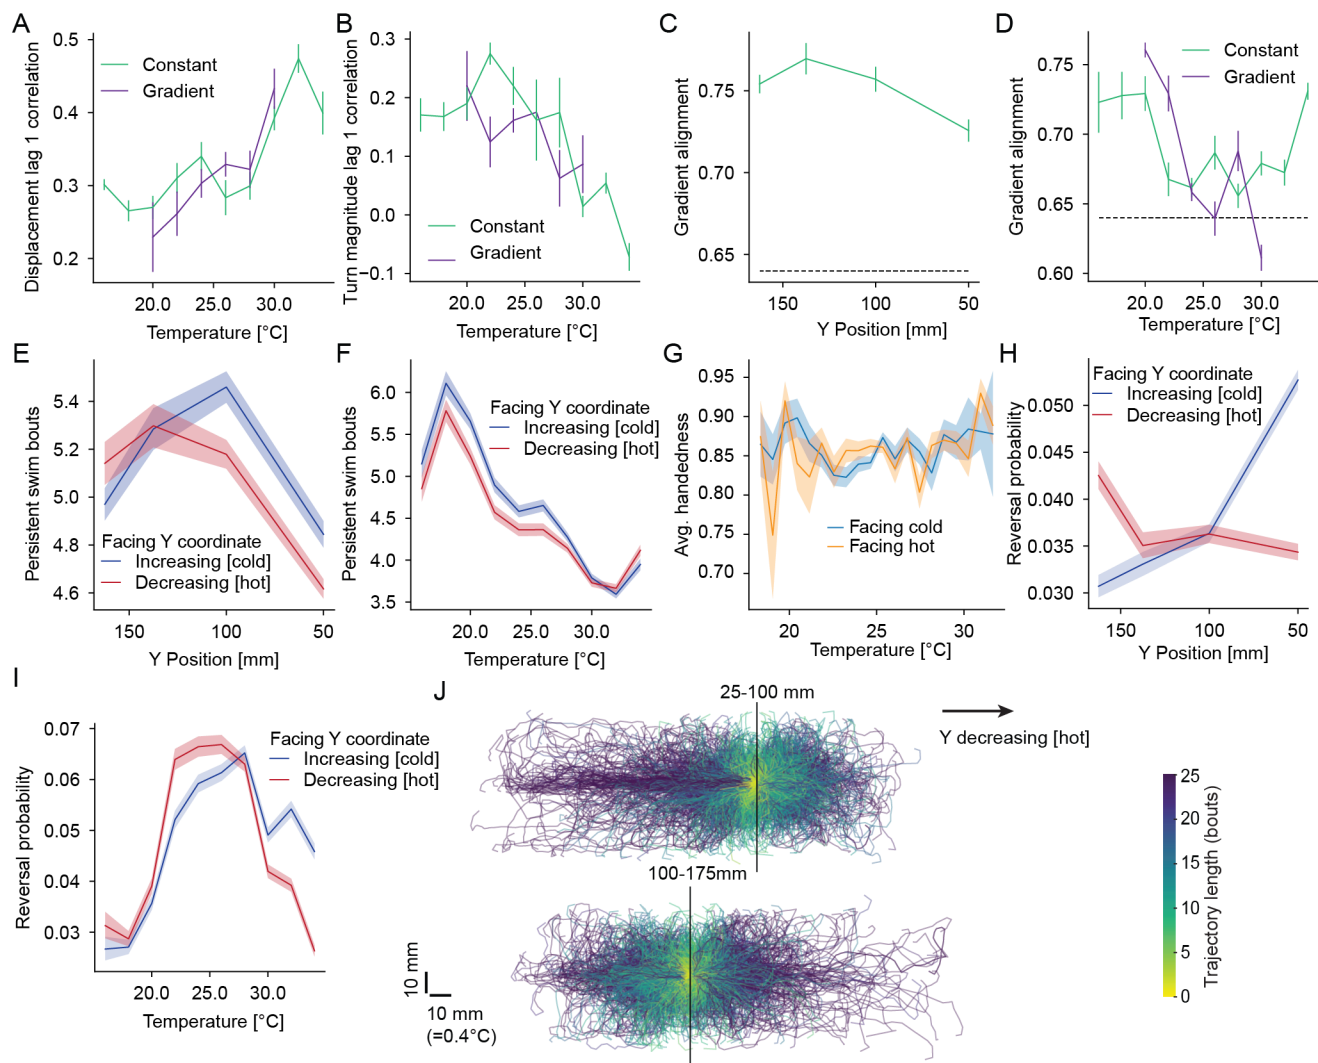 A
0.5
0.4
0.3
0.2
Displacement lag 1 correlation
Constant
Gradient
20.0
25.0
30.0
Temperature [°C]
B
0.3
0.2
0.1
0.0
−0.1
Turn magnitude lag 1 correlation
Constant
Gradient
20.0
25.0
30.0
Temperature [°C]
C
0.75
0.70
0.65
Gradient alignment
150
100
50
Y Position [mm]
D
0.75
0.70
0.65
0.60
Gradient alignment
Constant
Gradient
20.0
25.0
30.0
Temperature [°C]
E
5.4
5.2
5.0
4.8
4.6
Persistent swim bouts
Facing Y coordinate
Increasing [cold]
Decreasing [hot]
150
100
50
Y Position [mm]
F
6.0
5.5
5.0
4.5
4.0
3.5
Persistent swim bouts
Facing Y coordinate
Increasing [cold]
Decreasing [hot]
20.0
25.0
30.0
Temperature [°C]
G
0.95
0.90
0.85
0.80
0.75
0.70
Avg. handedness
Facing cold
Facing hot
20
25
30
Temperature [°C]
H
Facing Y coordinate
Increasing [cold]
Decreasing [hot]
0.050
0.045
0.040
0.035
0.030
Reversal probability
150
100
50
Y Position [mm]
I
0.07
0.06
0.05
0.04
0.03
Reversal probability
Facing Y coordinate
Increasing [cold]
Decreasing [hot]
20.0
26.0
30.0
Temperature [°C]
J
25-100 mm
Y decreasing [hot]
100-175mm
10 mm
10 mm
(=0.4°C)
25
20
15
10
5
0
Trajectory length (bouts)